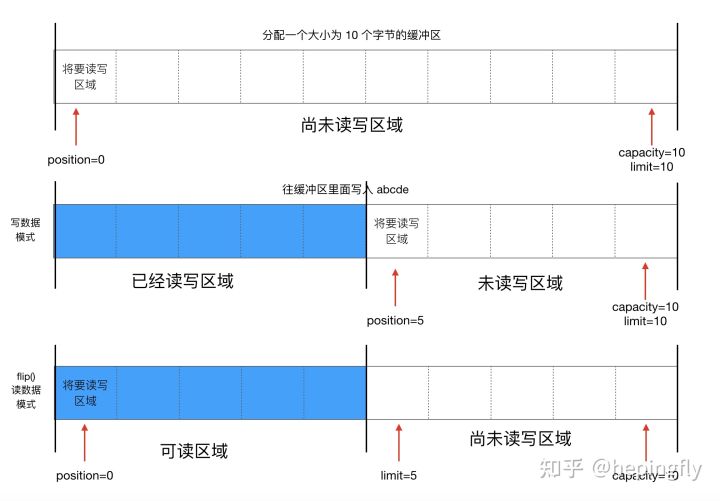 分配一个大小为 10 个字节的缓冲区
将要读写
区域
尚未读写区域
position=0
capacity=10
limit=10
往缓冲区里面写入 abcde
写数据
模式
将要读写
区域
已经读写区域
未读写区域
position=5
capacity=10
limit=10
flip()
读数据
模式
将要读写
区域
可读区域
尚未读写区域
position=0
limit=5
capacity=10
知乎 @hepingfly